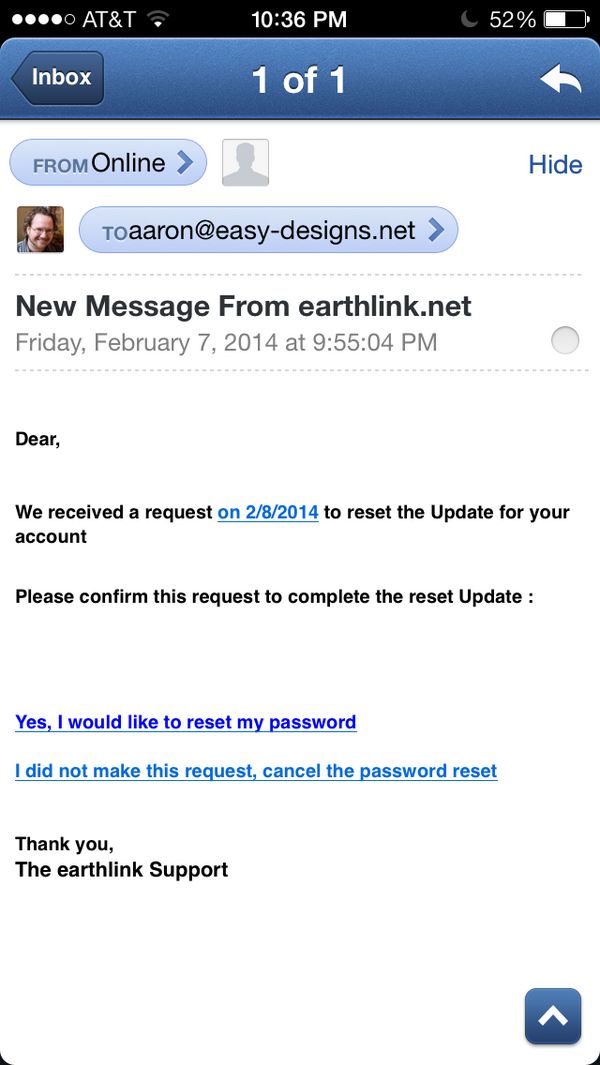 AT&T 10:36 PM 52%
Inbox 1 of 1
FROM Online Hide
TO aaron@easy-designs.net
New Message From earthlink.net
Friday, February 7, 2014 at 9:55:04 PM
Dear,
We received a request on 2/8/2014 to reset the Update for your
account
Please confirm this request to complete the reset Update :
Yes, I would like to reset my password
I did not make this request, cancel the password reset
Thank you,
The earthlink Support